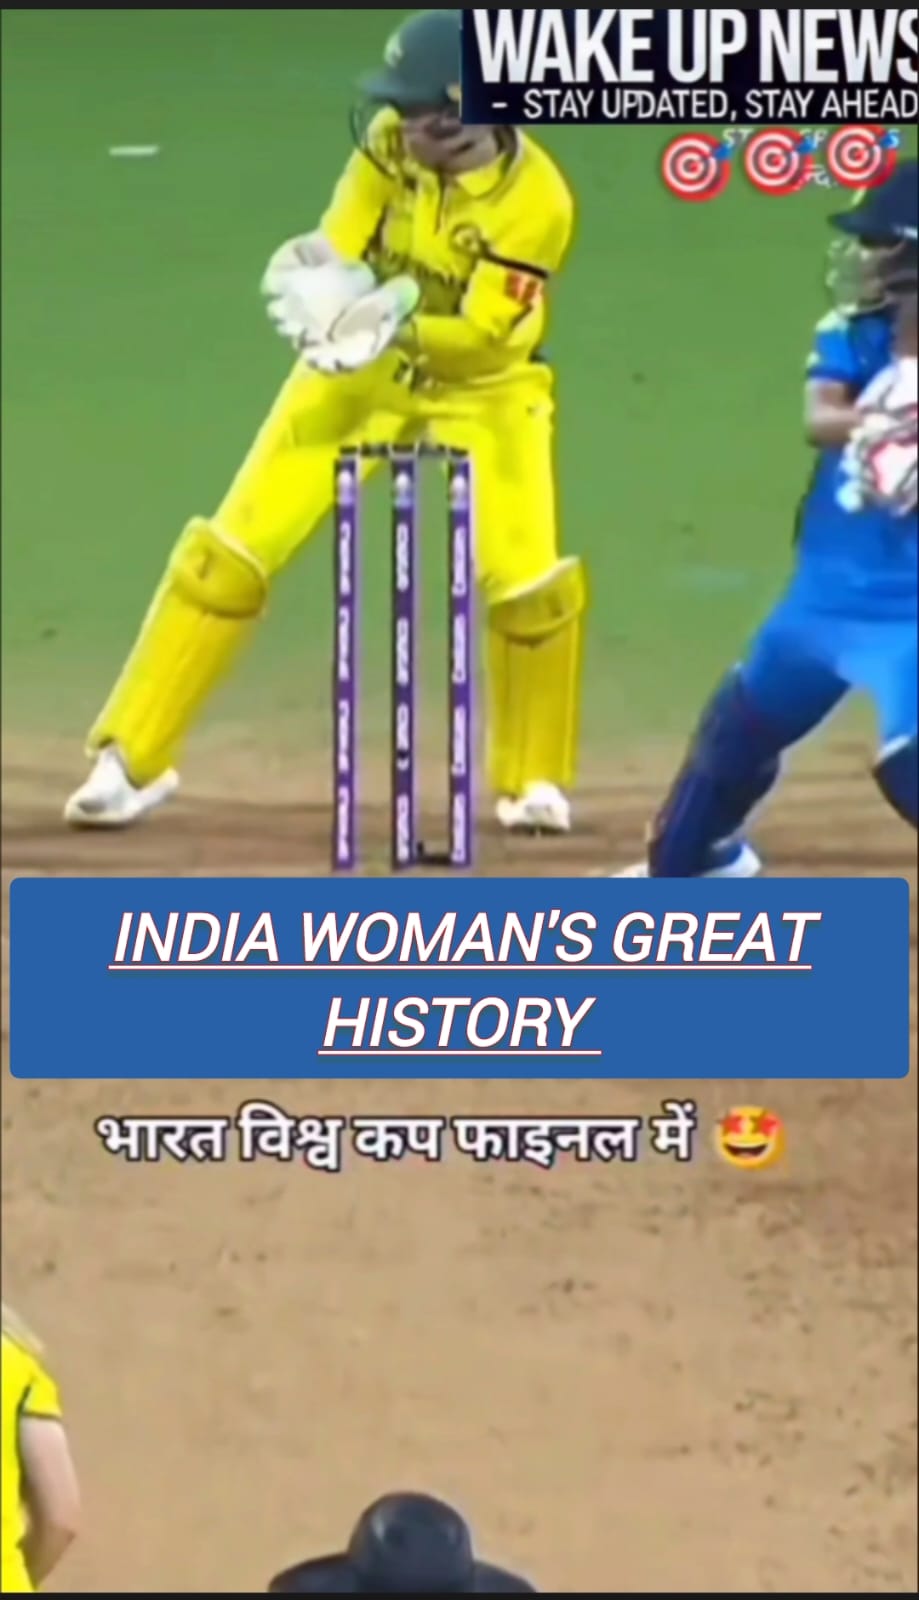 WAKE UP NEWS
- STAY UPDATED, STAY AHEAD
INDIA WOMAN'S GREAT
HISTORY
भारत विश्व कप फाइनल में